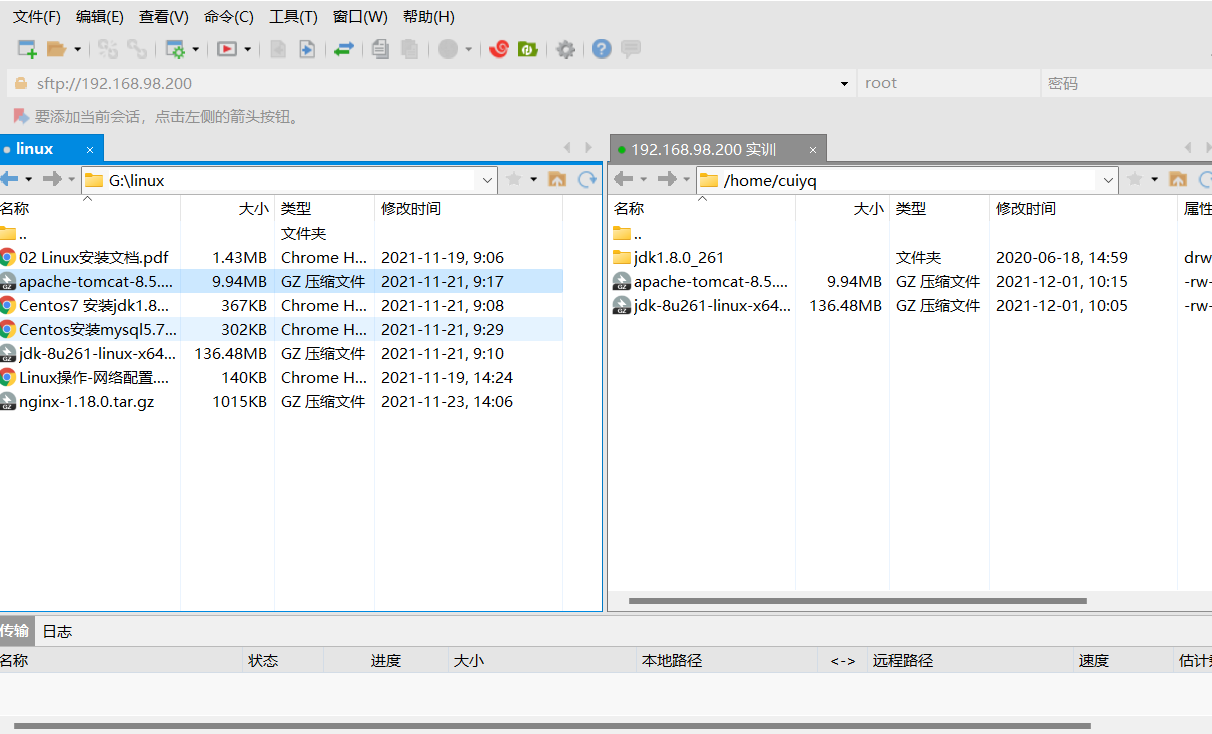 文件(F) 编辑(E) 查看(V) 命令(C) 工具(T) 窗口(W) 帮助(H)
sftp://192.168.98.200 root 密码
要添加当前会话，点击左侧的箭头按钮。
linux × 192.168.98.200 实训 ×
G:\linux /home/cuiyq
名称 大小 类型 修改时间 名称 大小 类型 修改时间 属性
.. 文件夹 ..
02 Linux安装文档.pdf 1.43MB Chrome H... 2021-11-19, 9:06 jdk1.8.0_261 文件夹 2020-06-18, 14:59 drw
apache-tomcat-8.5.... 9.94MB GZ 压缩文件 2021-11-21, 9:17 apache-tomcat-8.5.... 9.94MB GZ 压缩文件 2021-12-01, 10:15 -rw-
Centos7 安装jdk1.8... 367KB Chrome H... 2021-11-21, 9:08 jdk-8u261-linux-x64... 136.48MB GZ 压缩文件 2021-12-01, 10:05 -rw-
Centos安装mysql5.7... 302KB Chrome H... 2021-11-21, 9:29
jdk-8u261-linux-x64... 136.48MB GZ 压缩文件 2021-11-21, 9:10
Linux操作-网络配置.... 140KB Chrome H... 2021-11-19, 14:24
nginx-1.18.0.tar.gz 1015KB GZ 压缩文件 2021-11-23, 14:06
传输 日志
名称 状态 进度 大小 本地路径 <-> 远程路径 速度 估计